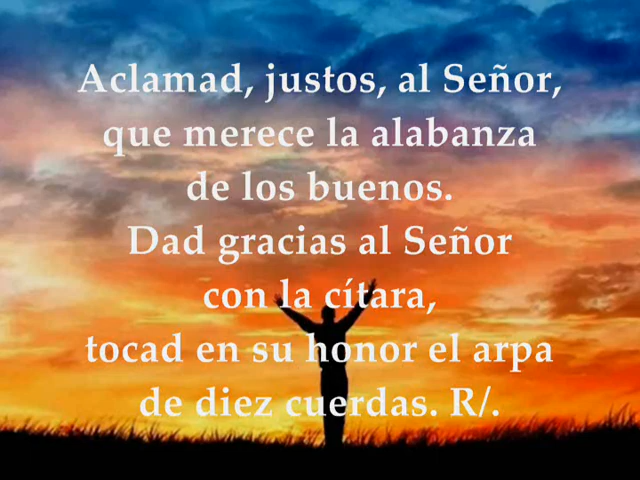 Aclamad, justos, al Señor,
que merece la alabanza
de los buenos.
Dad gracias al Señor
con la cítara,
tocad en su honor el arpa
de diez cuerdas. R/.